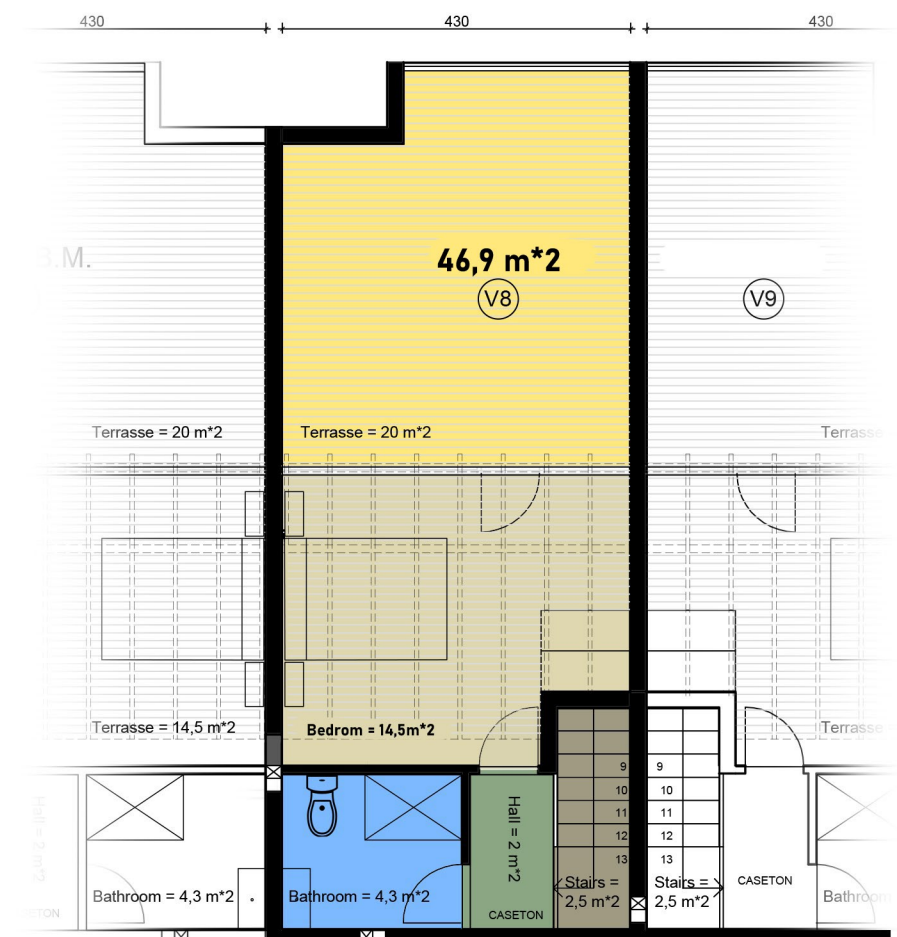 430
430
430
B.M.
46,9 m*2
V8
V9
Terrasse = 20 m*2
Terrasse = 20 m*2
Terrasse
Terrasse = 14,5 m*2
Bedrom = 14,5m*2
Terrasse
9
9
10
10
11
11
12
12
13
13
Hall = 2 m*2
Hall = 2 m*2
Bathroom = 4,3 m*2
Bathroom = 4,3 m*2
Stairs =
2,5 m*2
Stairs =
2,5 m*2
CASETON
Bathroom
CASETON